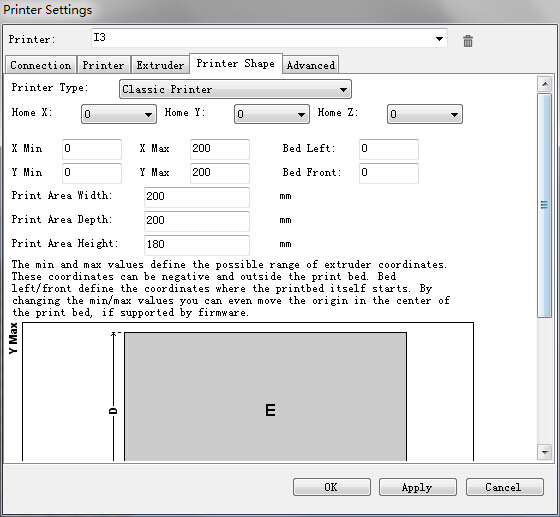 Printer Settings
Printer: I3
Connection Printer Extruder Printer Shape Advanced
Printer Type: Classic Printer
Home X: 0 Home Y: 0 Home Z: 0
X Min 0 X Max 200 Bed Left: 0
Y Min 0 Y Max 200 Bed Front: 0
Print Area Width: 200 mm
Print Area Depth: 200 mm
Print Area Height: 180 mm
The min and max values define the possible range of extruder coordinates.
These coordinates can be negative and outside the print bed. Bed
left/front define the coordinates where the printbed itself starts. By
changing the min/max values you can even move the origin in the center of
the print bed, if supported by firmware.
Y Max
D
E
OK Apply Cancel